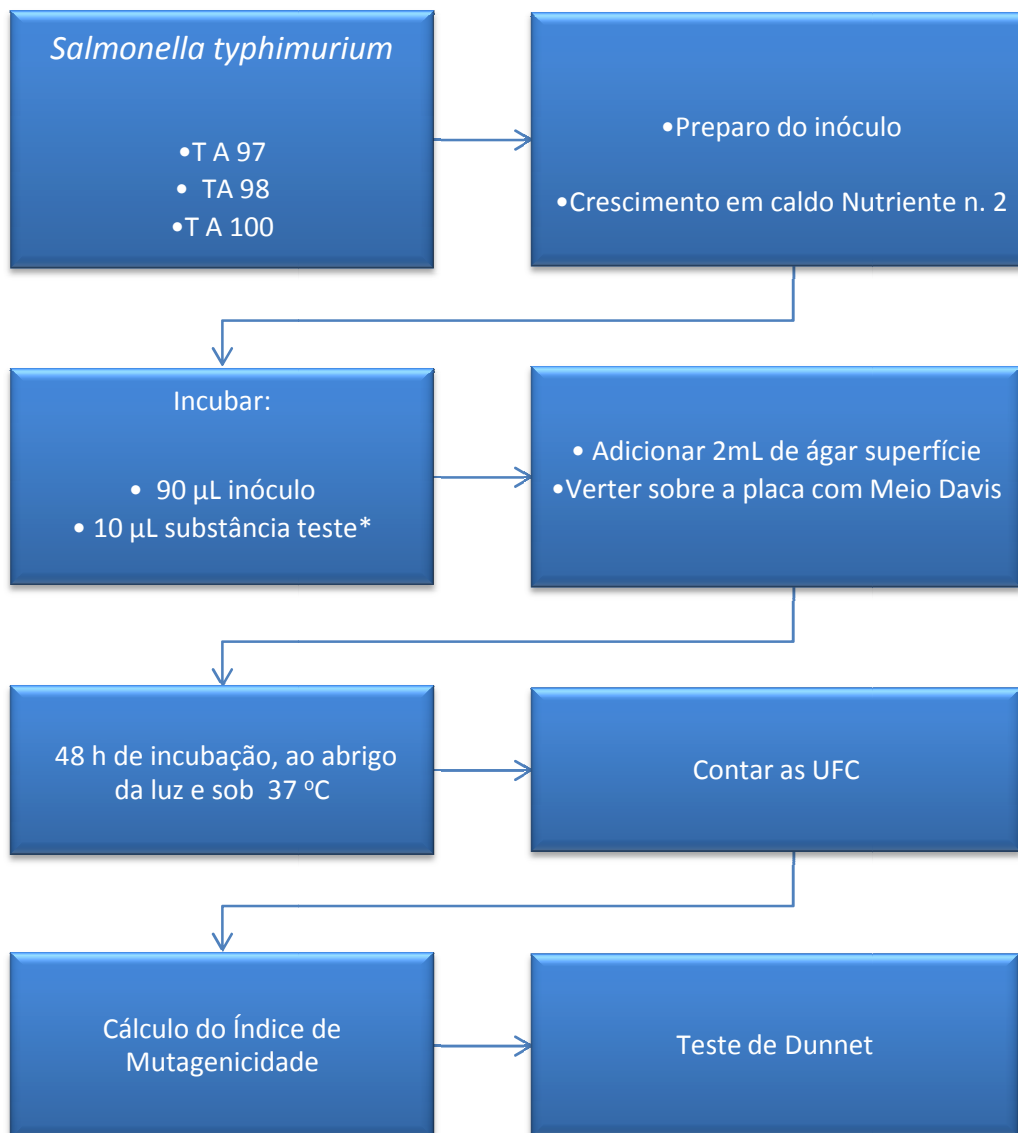 Salmonella typhimurium
•T A 97
• TA 98
•T A 100
•Preparo do inóculo
•Crescimento em caldo Nutriente n. 2
Incubar:
• 90 µL inóculo
• 10 µL substância teste*
• Adicionar 2mL de ágar superfície
•Verter sobre a placa com Meio Davis
48 h de incubação, ao abrigo
da luz e sob 37 ºC
Contar as UFC
Cálculo do Índice de
Mutagenicidade
Teste de Dunnet